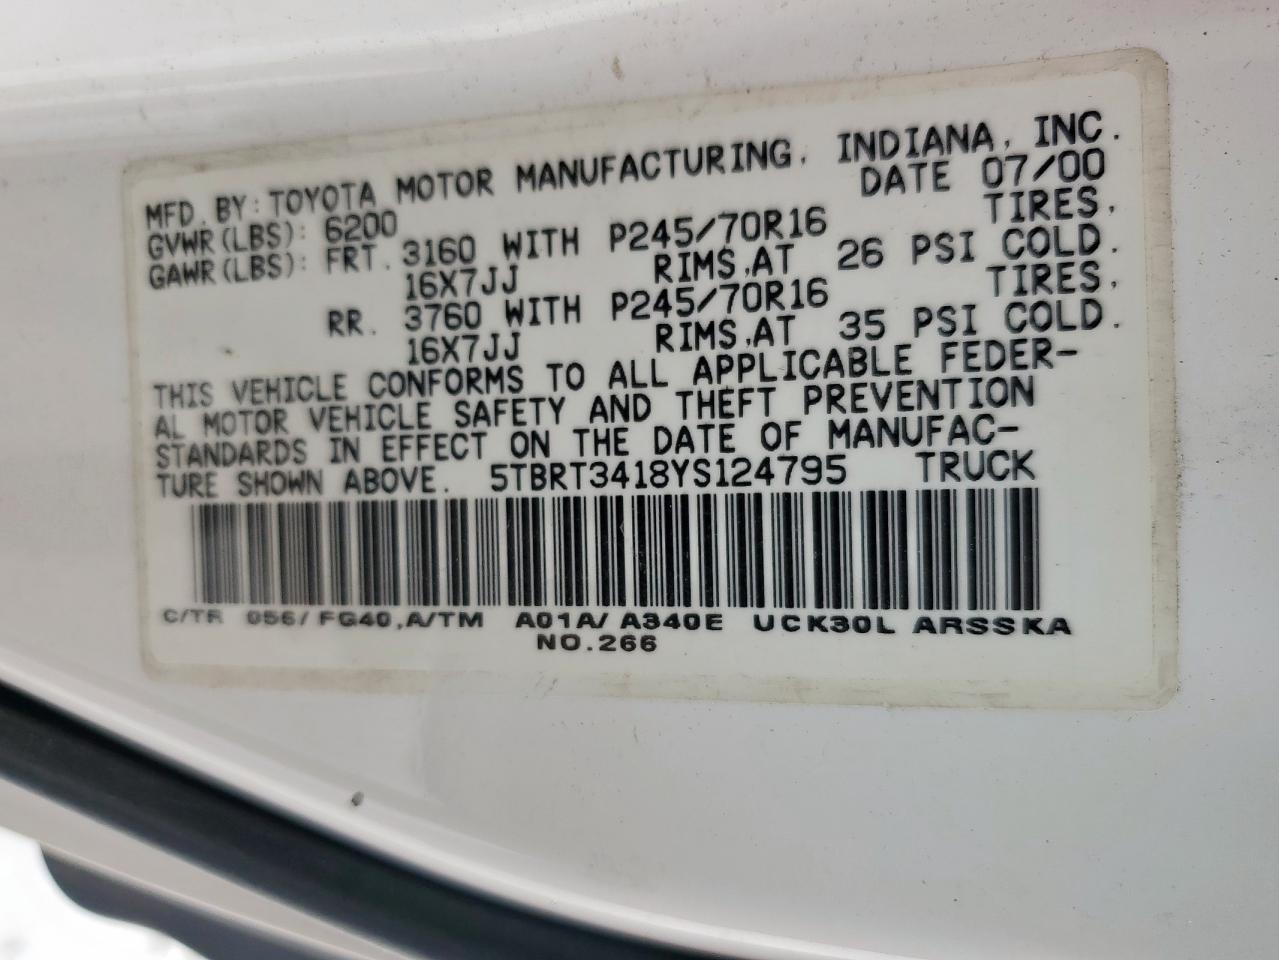 MFD. BY: TOYOTA MOTOR MANUFACTURING, INDIANA, INC.
DATE 07/00
GVWR(LBS): 6200
GAWR(LBS): FRT. 3160 WITH P245/70R16 TIRES,
16X7JJ RIMS,AT 26 PSI COLD.
RR. 3760 WITH P245/70R16 TIRES,
16X7JJ RIMS,AT 35 PSI COLD.
THIS VEHICLE CONFORMS TO ALL APPLICABLE FEDER-
AL MOTOR VEHICLE SAFETY AND THEFT PREVENTION
STANDARDS IN EFFECT ON THE DATE OF MANUFAC-
TURE SHOWN ABOVE. 5TBRT3418YS124795 TRUCK
C/TR 056/FG40,A/TM A01A/A340E UCK30L ARSSKA
NO.266